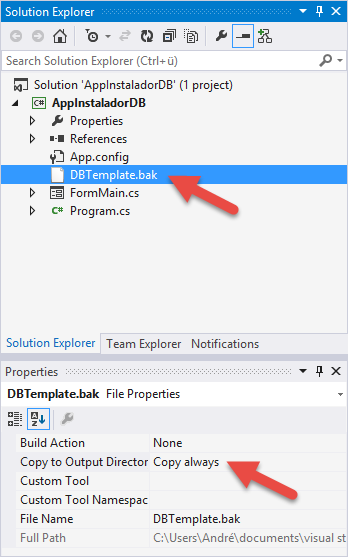 Solution Explorer
Search Solution Explorer (Ctrl+ü)
Solution 'AppInstaladorDB' (1 project)
C# AppInstaladorDB
Properties
References
App.config
DBTemplate.bak
FormMain.cs
C# Program.cs
Solution Explorer Team Explorer Notifications
Properties
DBTemplate.bak File Properties
Build Action None
Copy to Output Director Copy always
Custom Tool
Custom Tool Namespac
File Name DBTemplate.bak
Full Path C:\Users\André\documents\visual st